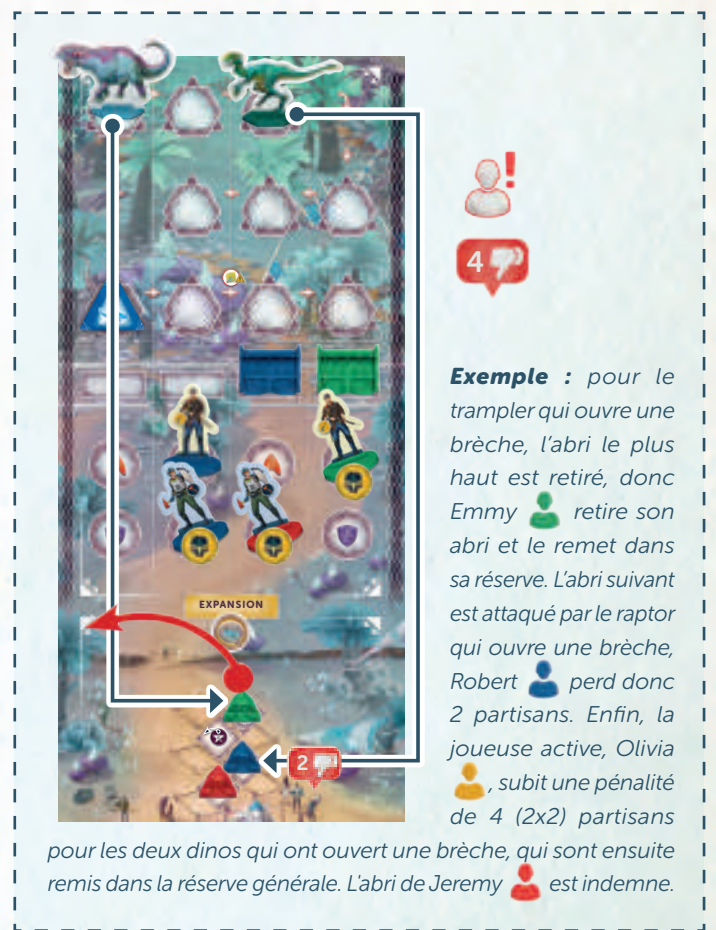 4
EXPANSION
2
Exemple : pour le
trampler qui ouvre une
brèche, l'abri le plus
haut est retiré, donc
Emmy retire son
abri et le remet dans
sa réserve. L'abri suivant
est attaqué par le raptor
qui ouvre une brèche,
Robert perd donc
2 partisans. Enfin, la
joueuse active, Olivia
, subit une pénalité
de 4 (2x2) partisans
pour les deux dinos qui ont ouvert une brèche, qui sont ensuite
remis dans la réserve générale. L'abri de Jeremy est indemne.